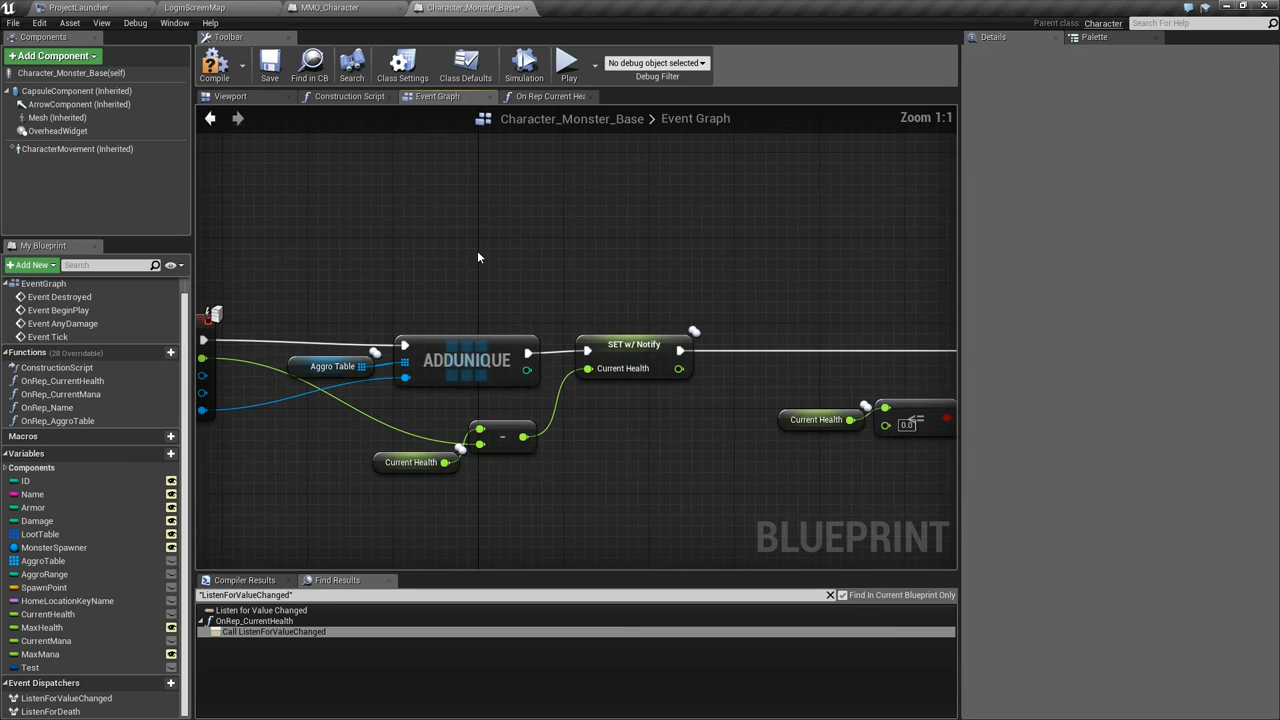 ProjectLauncher
LoginScreenMap
MMO_Character
Character_Monster_Base*
File Edit Asset View Debug Window Help
Parent class: Character
Search For Help
Components
Toolbar
Details
Palette
+ Add Component
Character_Monster_Base(self)
CapsuleComponent (Inherited)
ArrowComponent (Inherited)
Mesh (Inherited)
OverheadWidget
CharacterMovement (Inherited)
Compile
Save
Find in CB
Search
Class Settings
Class Defaults
Simulation
Play
No debug object selected
Debug Filter
Viewport
Construction Script
Event Graph
On Rep Current Hea
Character_Monster_Base > Event Graph
Zoom 1:1
My Blueprint
+ Add New
Search
EventGraph
Event Destroyed
Event BeginPlay
Event AnyDamage
Event Tick
Functions (28 Overridable)
ConstructionScript
OnRep_CurrentHealth
OnRep_CurrentMana
OnRep_Name
OnRep_AggroTable
Macros
Variables
Components
ID
Name
Armor
Damage
LootTable
MonsterSpawner
AggroTable
AggroRange
SpawnPoint
HomeLocationKeyName
CurrentHealth
MaxHealth
CurrentMana
MaxMana
Test
Event Dispatchers
ListenForValueChanged
ListenForDeath
Aggro Table
ADDUNIQUE
SET w/ Notify
Current Health
Current Health
-
Current Health
<=
0.0
BLUEPRINT
Compiler Results
Find Results
"ListenForValueChanged"
Find In Current Blueprint Only
Listen for Value Changed
OnRep_CurrentHealth
Call ListenForValueChanged